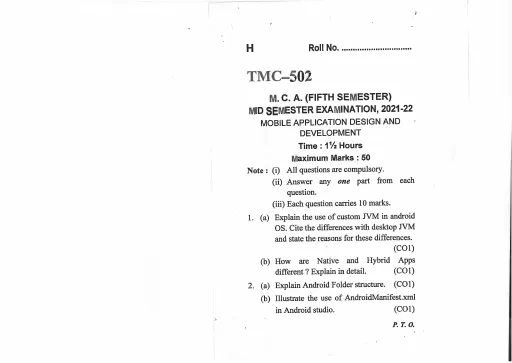 H Roll No. ..............................
TMC–502
M. C. A. (FIFTH SEMESTER)
MID SEMESTER EXAMINATION, 2021-22
MOBILE APPLICATION DESIGN AND
DEVELOPMENT
Time : 1½ Hours
Maximum Marks : 50
Note : (i) All questions are compulsory.
(ii) Answer any one part from each
question.
(iii) Each question carries 10 marks.
1. (a) Explain the use of custom JVM in android
OS. Cite the differences with desktop JVM
and state the reasons for these differences.
(CO1)
(b) How are Native and Hybrid Apps
different ? Explain in detail. (CO1)
2. (a) Explain Android Folder structure. (CO1)
(b) Illustrate the use of AndroidManifest.xml
in Android studio. (CO1)
P. T. O.